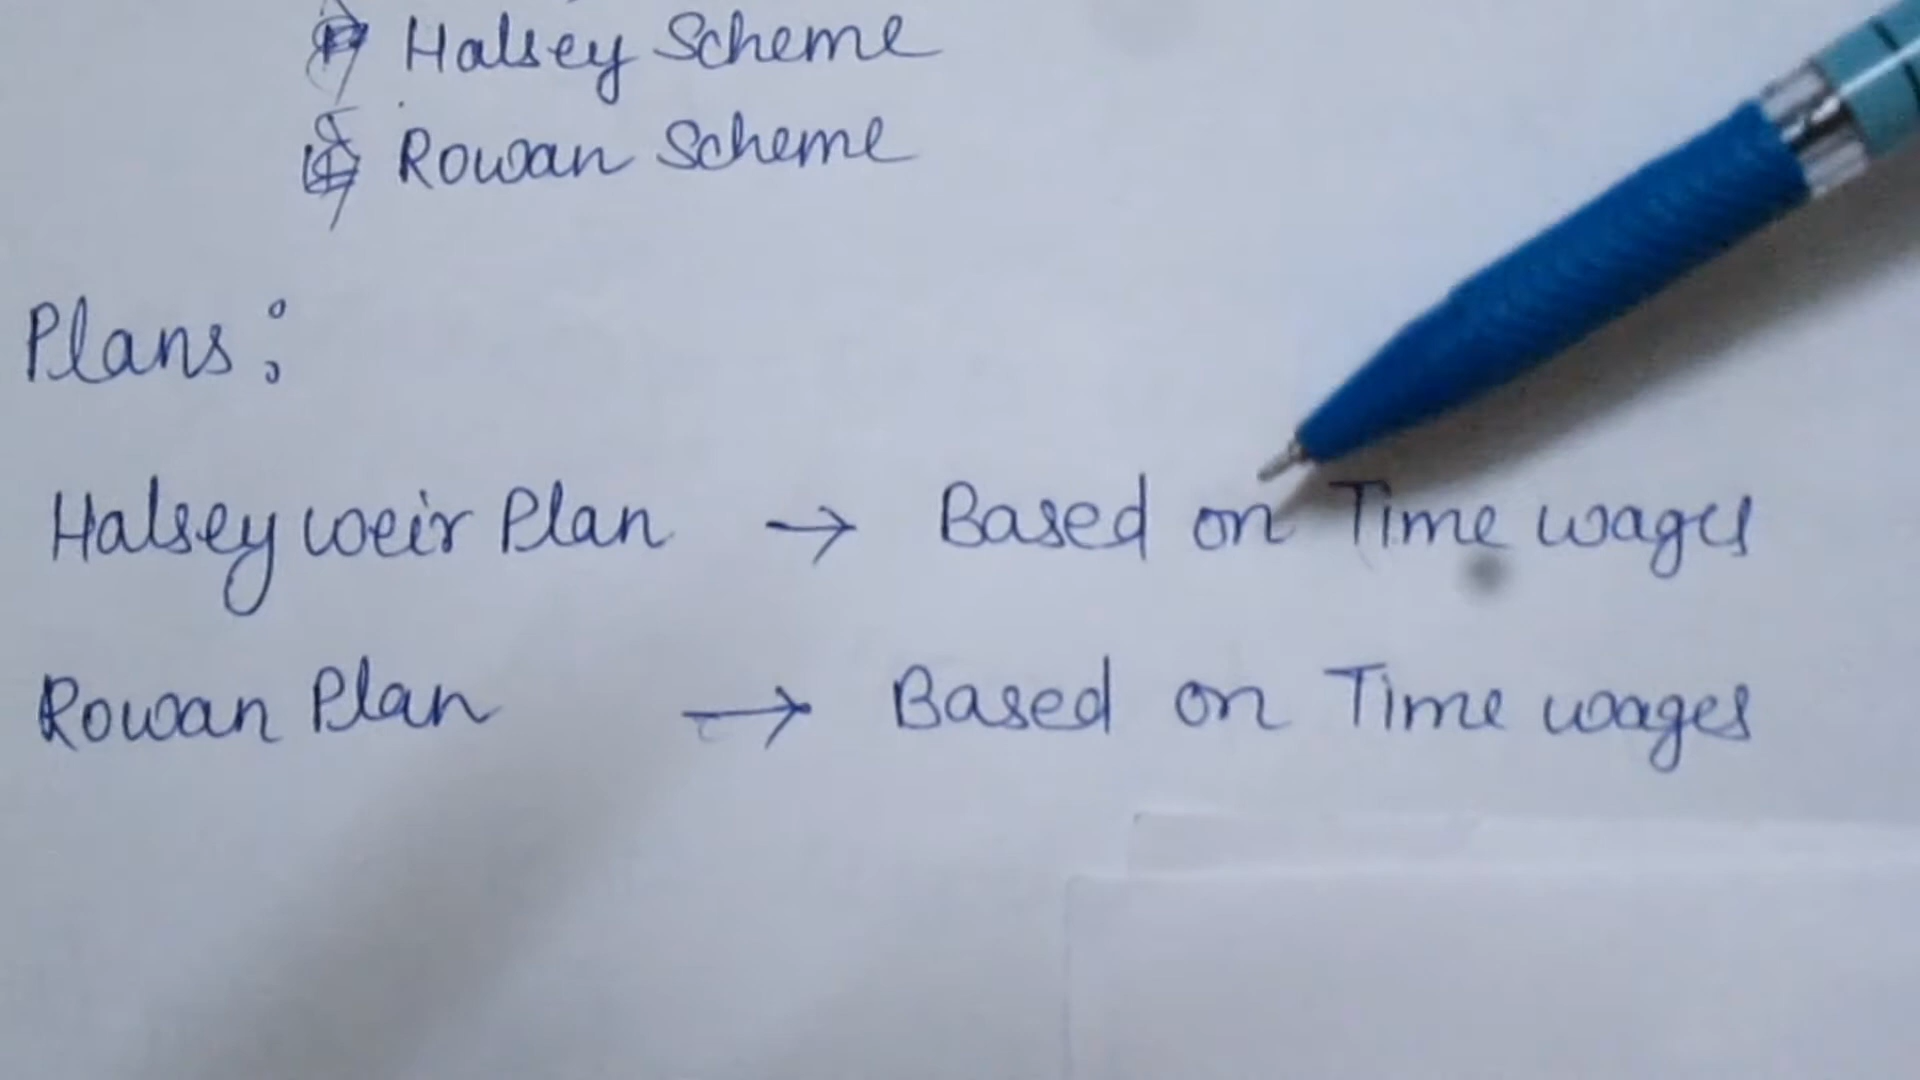 Halsey Scheme
Rowan Scheme
Plans:
Halsey weir Plan → Based on Time wages
Rowan Plan → Based on Time wages